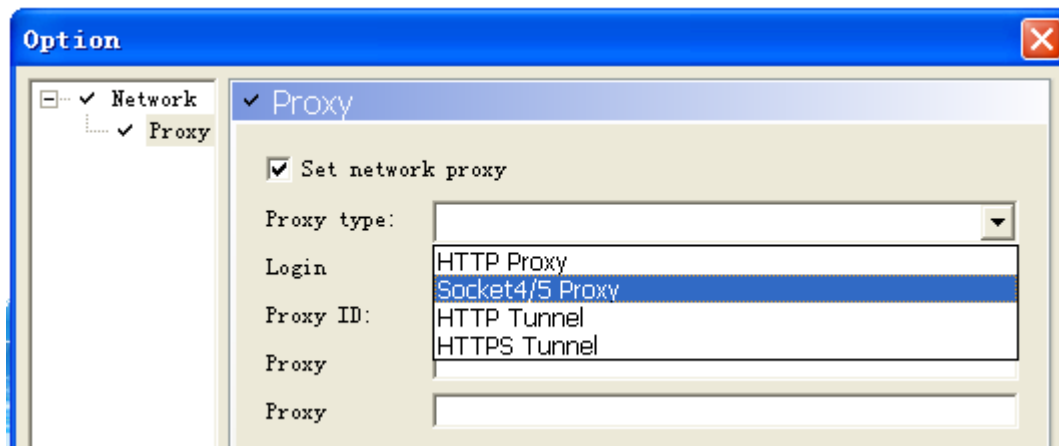 Option
Network
Proxy
Proxy
Set network proxy
Proxy type:
HTTP Proxy
Socket4/5 Proxy
HTTP Tunnel
HTTPS Tunnel
Login
Proxy ID:
Proxy
Proxy